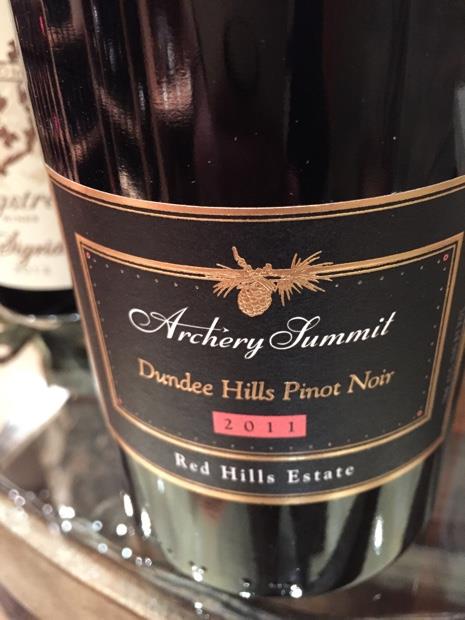 Archery Summit
Dundee Hills Pinot Noir
2011
Red Hills Estate